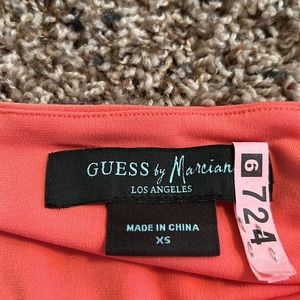 GUESS by Marciano
LOS ANGELES
MADE IN CHINA
XS
6 724